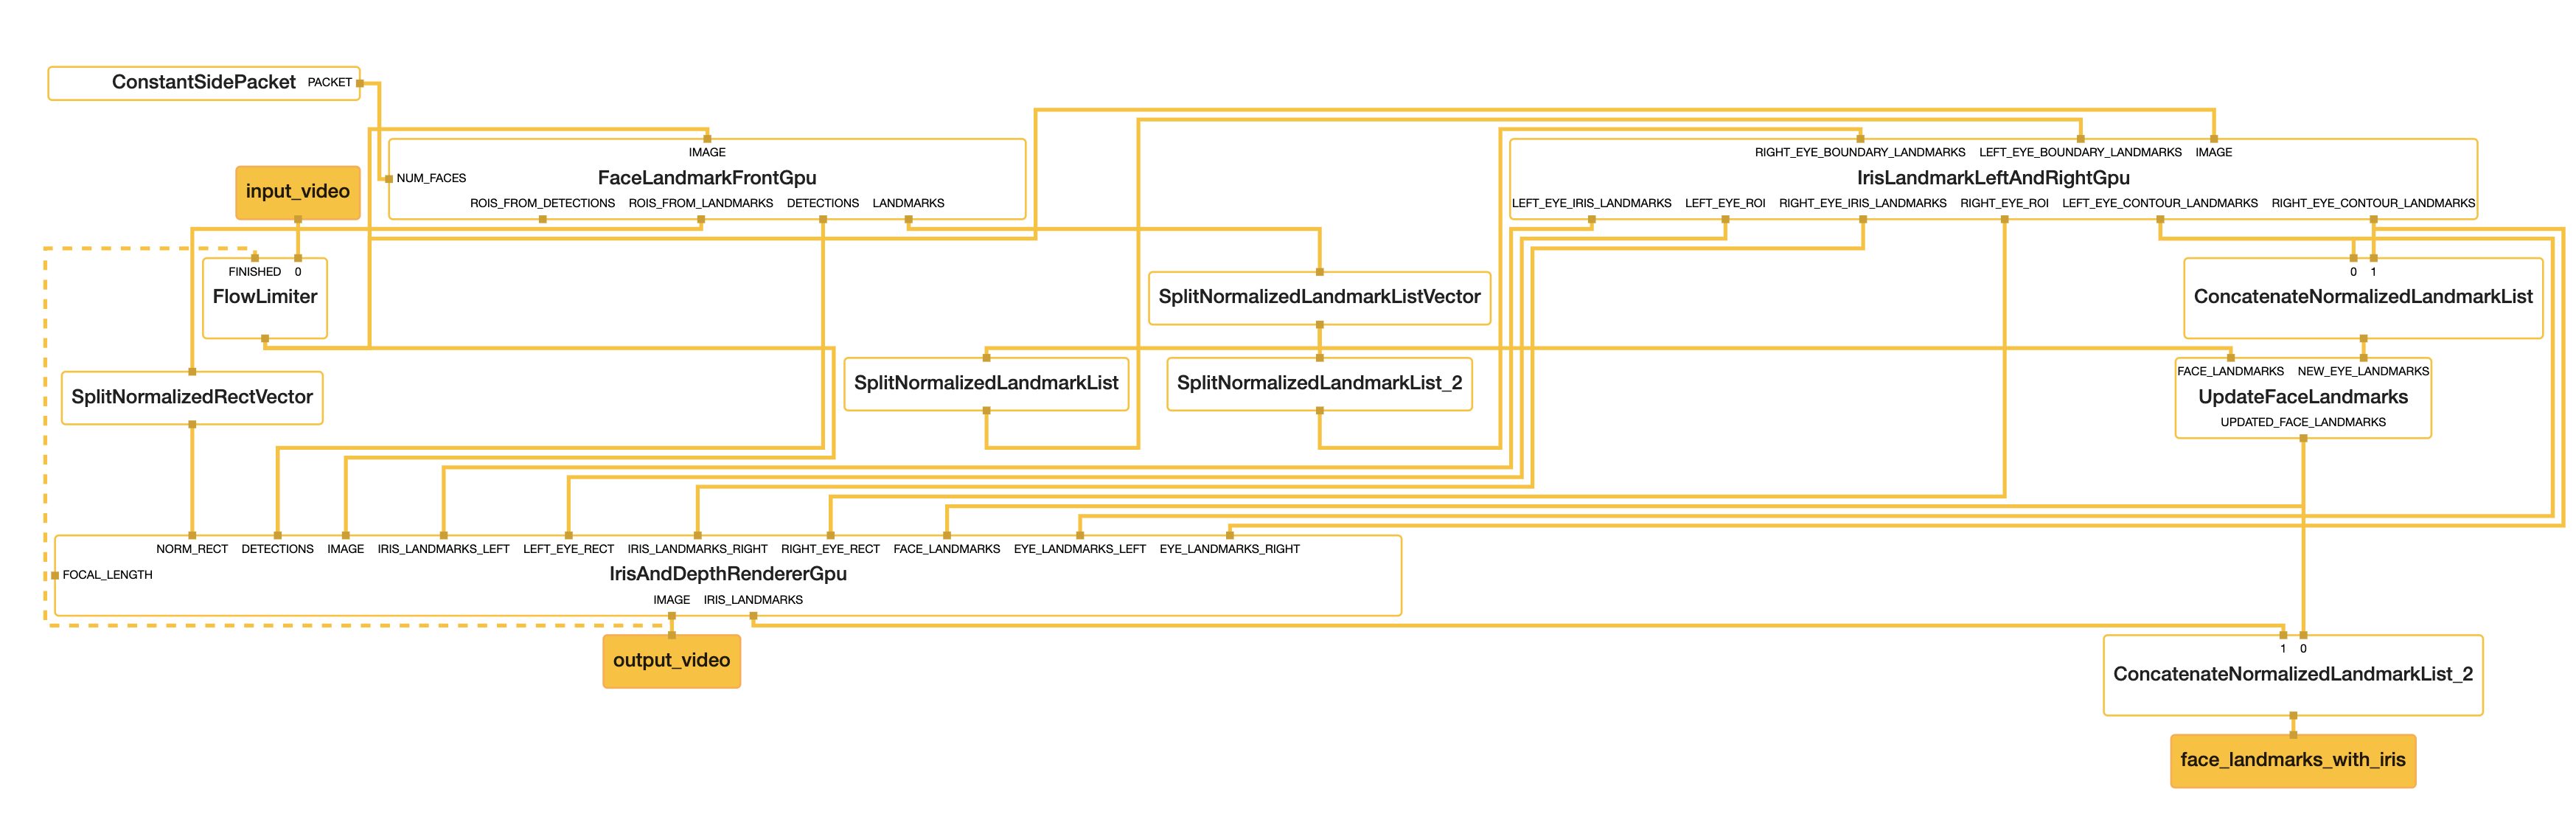 ConstantSidePacket PACKET
IMAGE
NUM_FACES
FaceLandmarkFrontGpu
ROIS_FROM_DETECTIONS ROIS_FROM_LANDMARKS DETECTIONS LANDMARKS
RIGHT_EYE_BOUNDARY_LANDMARKS LEFT_EYE_BOUNDARY_LANDMARKS IMAGE
IrisLandmarkLeftAndRightGpu
LEFT_EYE_IRIS_LANDMARKS LEFT_EYE_ROI RIGHT_EYE_IRIS_LANDMARKS RIGHT_EYE_ROI LEFT_EYE_CONTOUR_LANDMARKS RIGHT_EYE_CONTOUR_LANDMARKS
input_video
FINISHED 0
FlowLimiter
SplitNormalizedLandmarkListVector
0 1
ConcatenateNormalizedLandmarkList
SplitNormalizedRectVector
SplitNormalizedLandmarkList
SplitNormalizedLandmarkList_2
FACE_LANDMARKS NEW_EYE_LANDMARKS
UpdateFaceLandmarks
UPDATED_FACE_LANDMARKS
NORM_RECT DETECTIONS IMAGE IRIS_LANDMARKS_LEFT LEFT_EYE_RECT IRIS_LANDMARKS_RIGHT RIGHT_EYE_RECT FACE_LANDMARKS EYE_LANDMARKS_LEFT EYE_LANDMARKS_RIGHT
FOCAL_LENGTH
IrisAndDepthRendererGpu
IMAGE IRIS_LANDMARKS
output_video
1 0
ConcatenateNormalizedLandmarkList_2
face_landmarks_with_iris